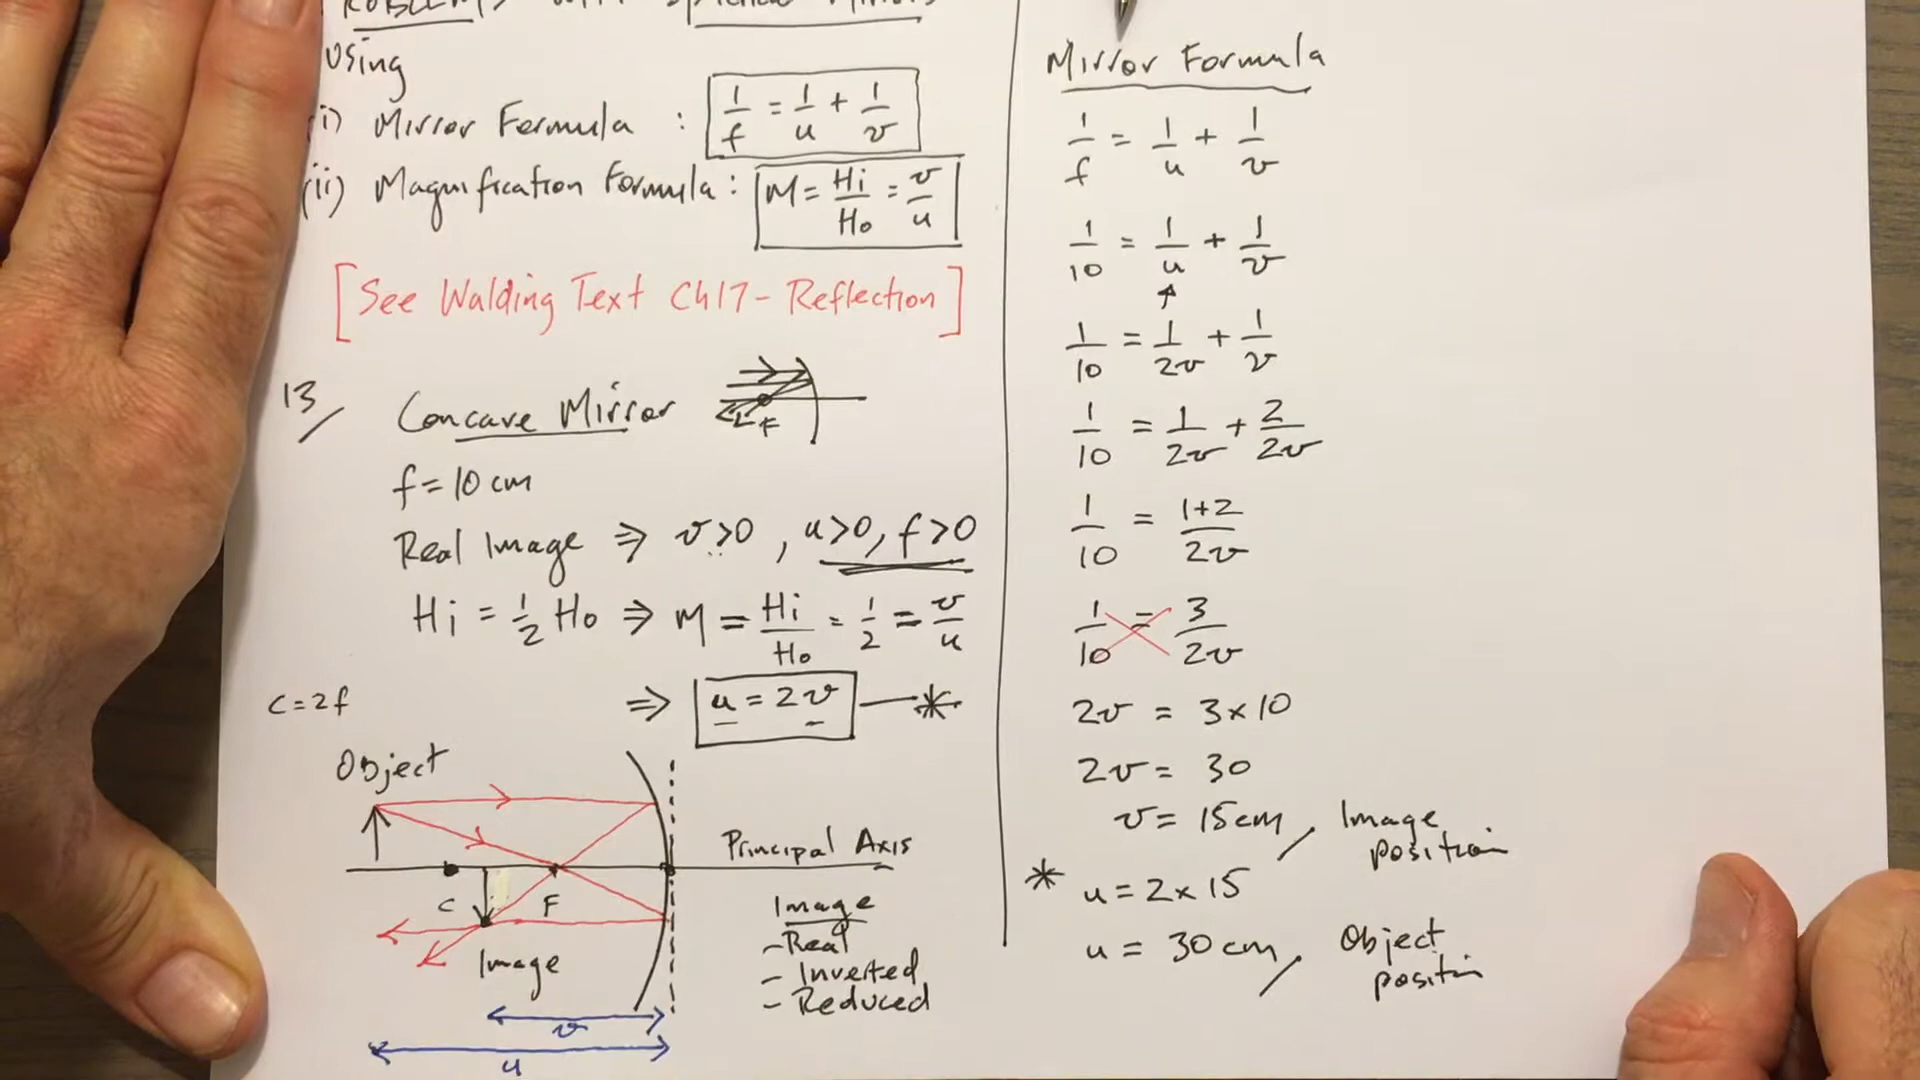 Problems with Spherical Mirrors
Using
(i) Mirror Formula : 1/f = 1/u + 1/v
(ii) Magnification Formula: M = Hi/Ho = v/u
[See Walding Text Ch17 - Reflection]
13/ Concave Mirror
F
f = 10 cm
Real Image ⇒ v>0, u>0, f>0
Hi = 1/2 Ho ⇒ M = Hi/Ho = 1/2 = v/u
C = 2f
⇒ u = 2v — *
Object
Principal Axis
C
F
Image
Image
- Real
- Inverted
- Reduced
v
u
Mirror Formula
1/f = 1/u + 1/v
1/10 = 1/u + 1/v
1/10 = 1/2v + 1/v
1/10 = 1/2v + 2/2v
1/10 = 1+2/2v
1/10 = 3/2v
2v = 3 × 10
2v = 30
v = 15 cm / Image
position
* u = 2 × 15
u = 30 cm / Object
position